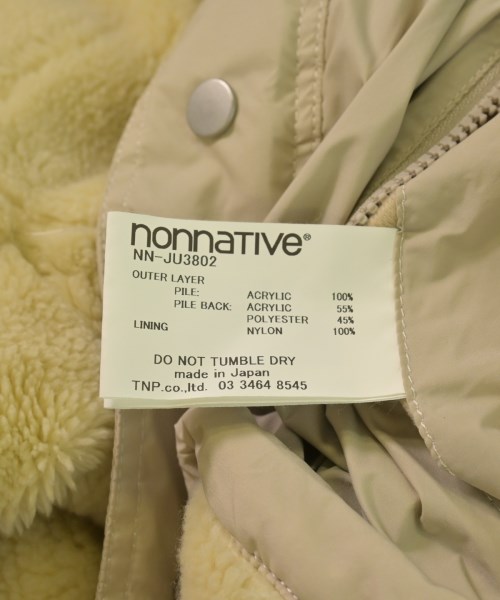 nonnative®
NN-JU3802
OUTER LAYER
PILE: ACRYLIC 100%
PILE BACK: ACRYLIC 55%
POLYESTER 45%
LINING NYLON 100%
DO NOT TUMBLE DRY
made in Japan
TNP.co.,ltd. 03 3464 8545